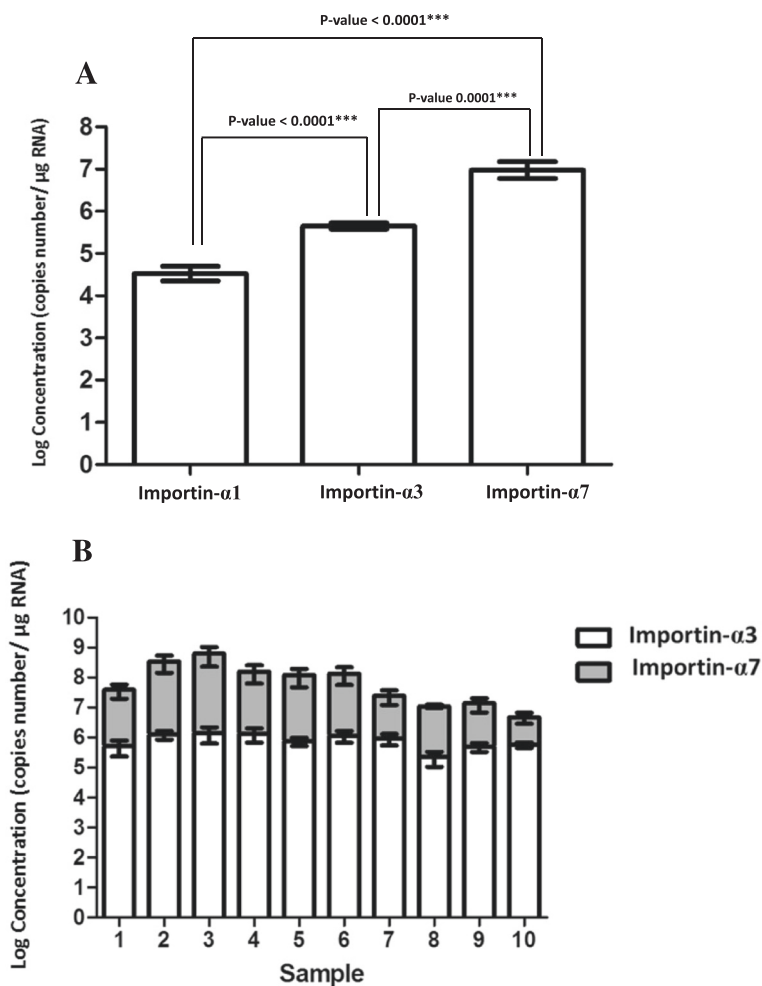 P-value < 0.0001***
A
P-value < 0.0001***
P-value 0.0001***
Log Concentration (copies number/ µg RNA)
8
7
6
5
4
3
2
1
0
Importin-α1
Importin-α3
Importin-α7
B
Log Concentration (copies number/ µg RNA)
10
9
8
7
6
5
4
3
2
1
0
1 2 3 4 5 6 7 8 9 10
Sample
Importin-α3
Importin-α7